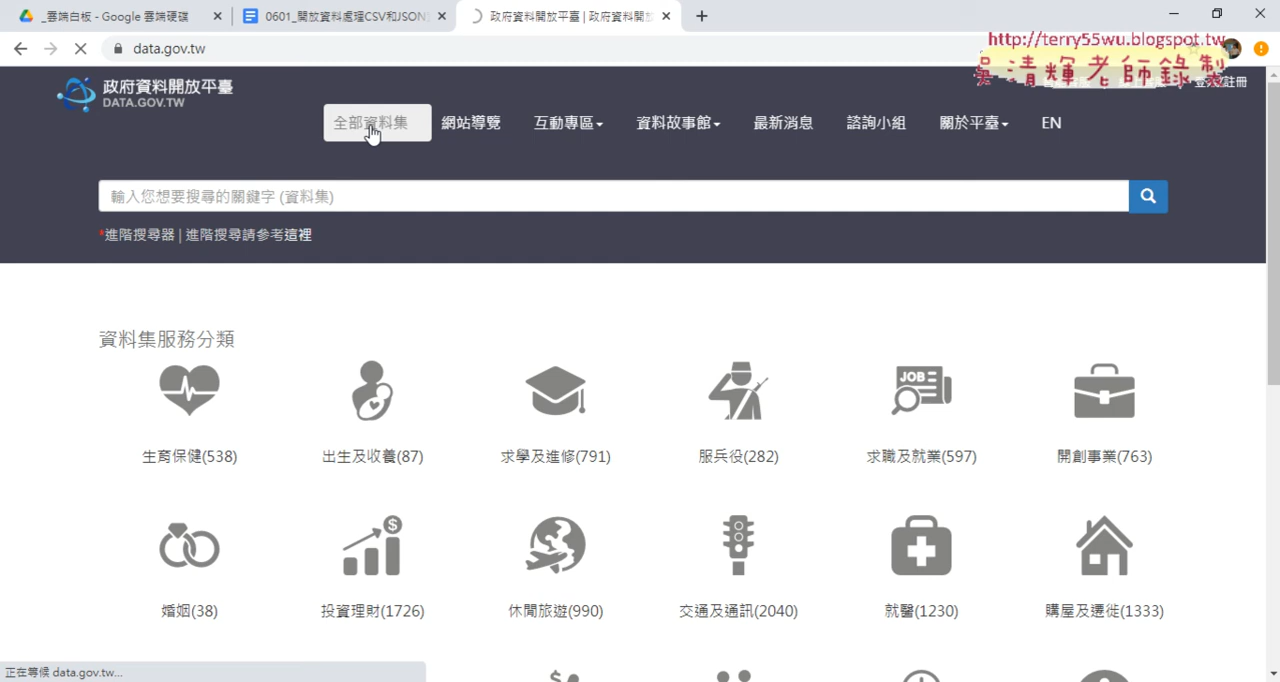 _雲端白板 - Google 雲端硬碟
0601_開放資料處理CSV和JSON
政府資料開放平臺 | 政府資料開
data.gov.tw
http://terry55wu.blogspot.tw
吳清輝老師錄製
政府資料開放平臺
DATA.GOV.TW
註冊
全部資料集
網站導覽
互動專區
資料故事館
最新消息
諮詢小組
關於平臺
EN
輸入您想要搜尋的關鍵字 (資料集)
*進階搜尋器 | 進階搜尋請參考這裡
資料集服務分類
生育保健(538)
出生及收養(87)
求學及進修(791)
服兵役(282)
求職及就業(597)
開創事業(763)
JOB
婚姻(38)
投資理財(1726)
休閒旅遊(990)
交通及通訊(2040)
就醫(1230)
購屋及遷徙(1333)
正在等候 data.gov.tw...